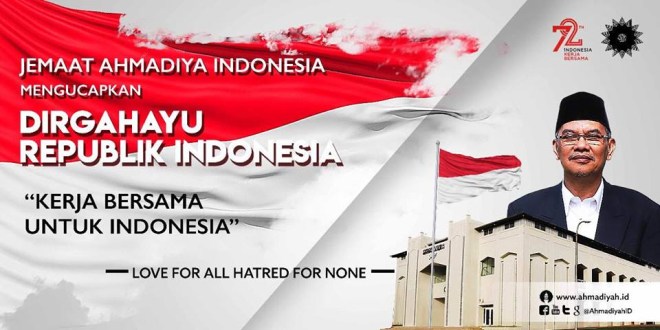 JEMAAT AHMADIYA INDONESIA
MENGUCAPKAN
DIRGAHAYU
REPUBLIK INDONESIA
“KERJA BERSAMA
UNTUK INDONESIA”
LOVE FOR ALL HATRED FOR NONE
72
TH
INDONESIA
KERJA
BERSAMA
www.ahmadiyah.id
@AhmadiyahID